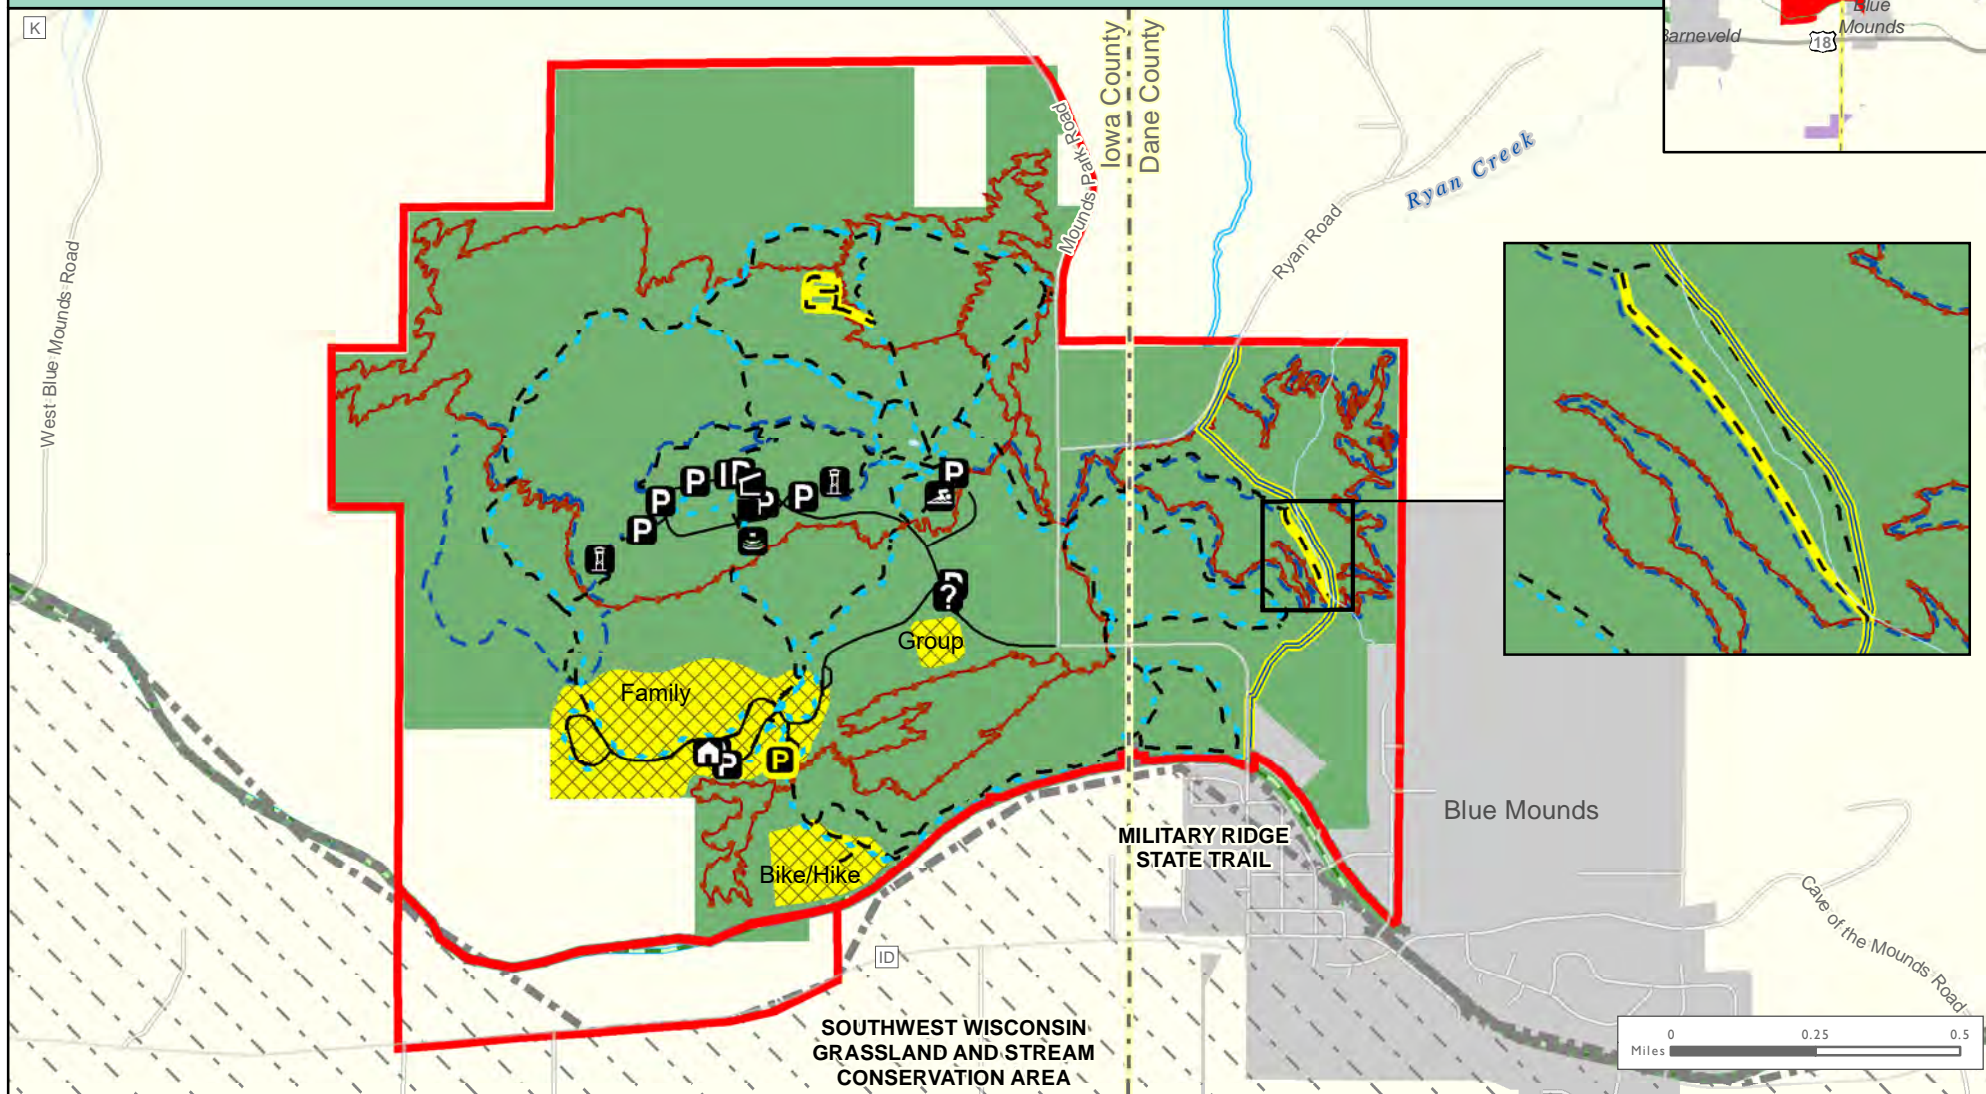 K
Blue
Mounds
Barneveld
18
Iowa County
Dane County
Mounds Park Road
Ryan Creek
Ryan Road
West Blue Mounds Road
P
P
P
P
P
P
P
?
Group
Family
P
P
Bike/Hike
MILITARY RIDGE
STATE TRAIL
Blue Mounds
Cave of the Mounds Road
ID
SOUTHWEST WISCONSIN
GRASSLAND AND STREAM
CONSERVATION AREA
0 0.25 0.5
Miles